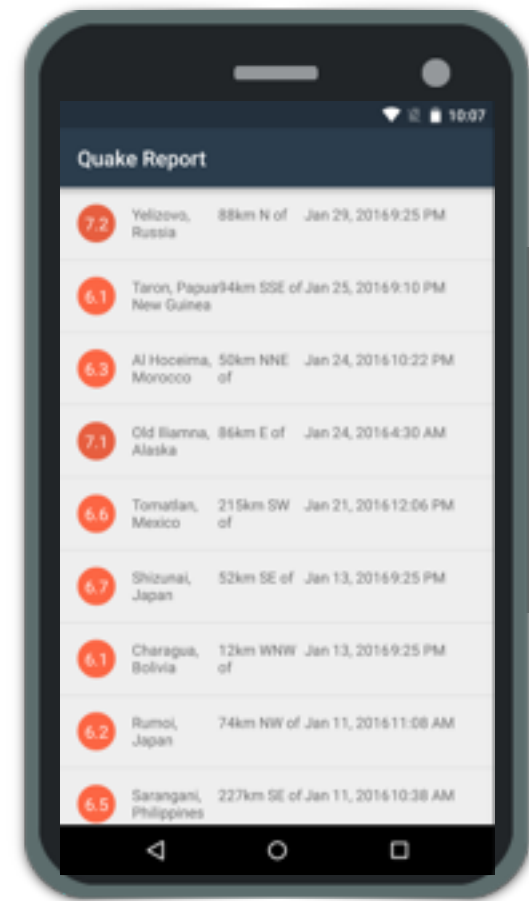 10:07
Quake Report
7.2 Yelizovo, 88km N of Jan 29, 2016 9:25 PM
Russia
6.1 Taron, Papua 94km SSE of Jan 25, 2016 9:10 PM
New Guinea
6.3 Al Hoceima, 50km NNE Jan 24, 2016 10:22 PM
Morocco of
7.1 Old Iliamna, 86km E of Jan 24, 2016 4:30 AM
Alaska
6.6 Tomatlan, 215km SW Jan 21, 2016 12:06 PM
Mexico of
6.7 Shizunai, 52km SE of Jan 13, 2016 9:25 PM
Japan
6.1 Charagua, 12km WNW Jan 13, 2016 9:25 PM
Bolivia of
6.2 Rumoi, 74km NW of Jan 11, 2016 11:08 AM
Japan
6.5 Sarangani, 227km SE of Jan 11, 2016 10:38 AM
Philippines